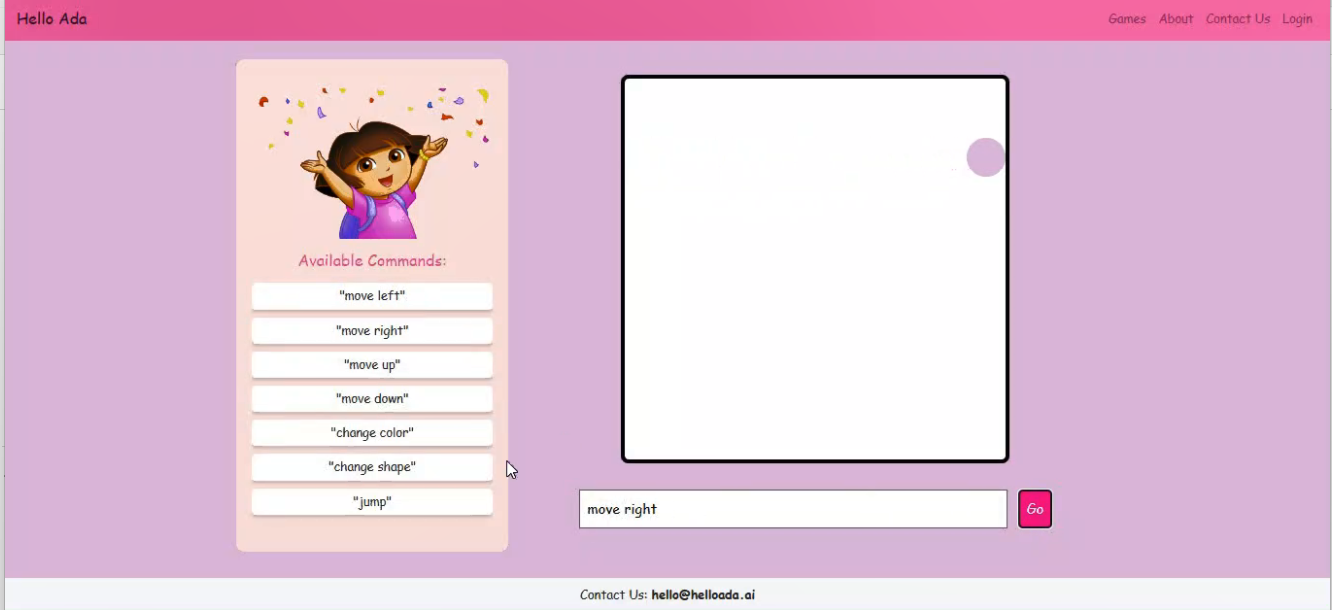 Hello Ada
Games About Contact Us Login
Available Commands:
"move left"
"move right"
"move up"
"move down"
"change color"
"change shape"
"jump"
move right
Go
Contact Us: hello@helloada.ai